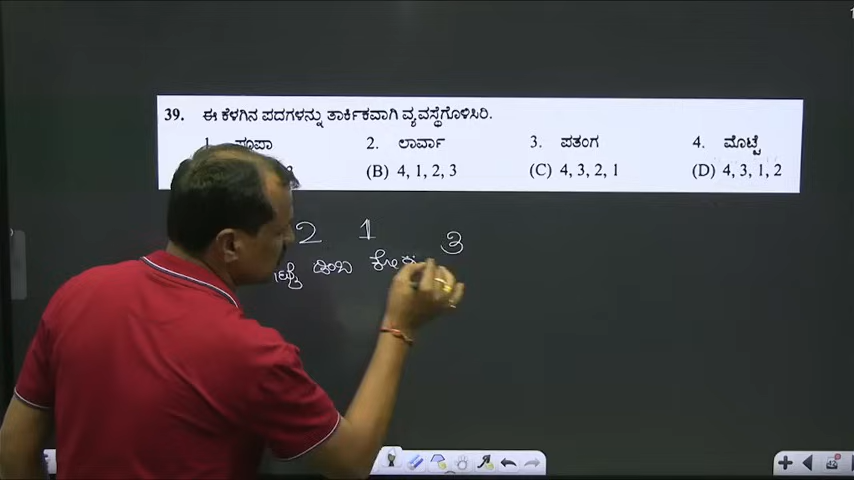 39. ಈ ಕೆಳಗಿನ ಪದಗಳನ್ನು ತಾರ್ಕಿಕವಾಗಿ ವ್ಯವಸ್ಥೆಗೊಳಿಸಿರಿ.
1. ಪ್ಯೂಪಾ 2. ಲಾರ್ವಾ 3. ಪತಂಗ 4. ಮೊಟ್ಟೆ
(B) 4, 1, 2, 3 (C) 4, 3, 2, 1 (D) 4, 3, 1, 2
2 1 3